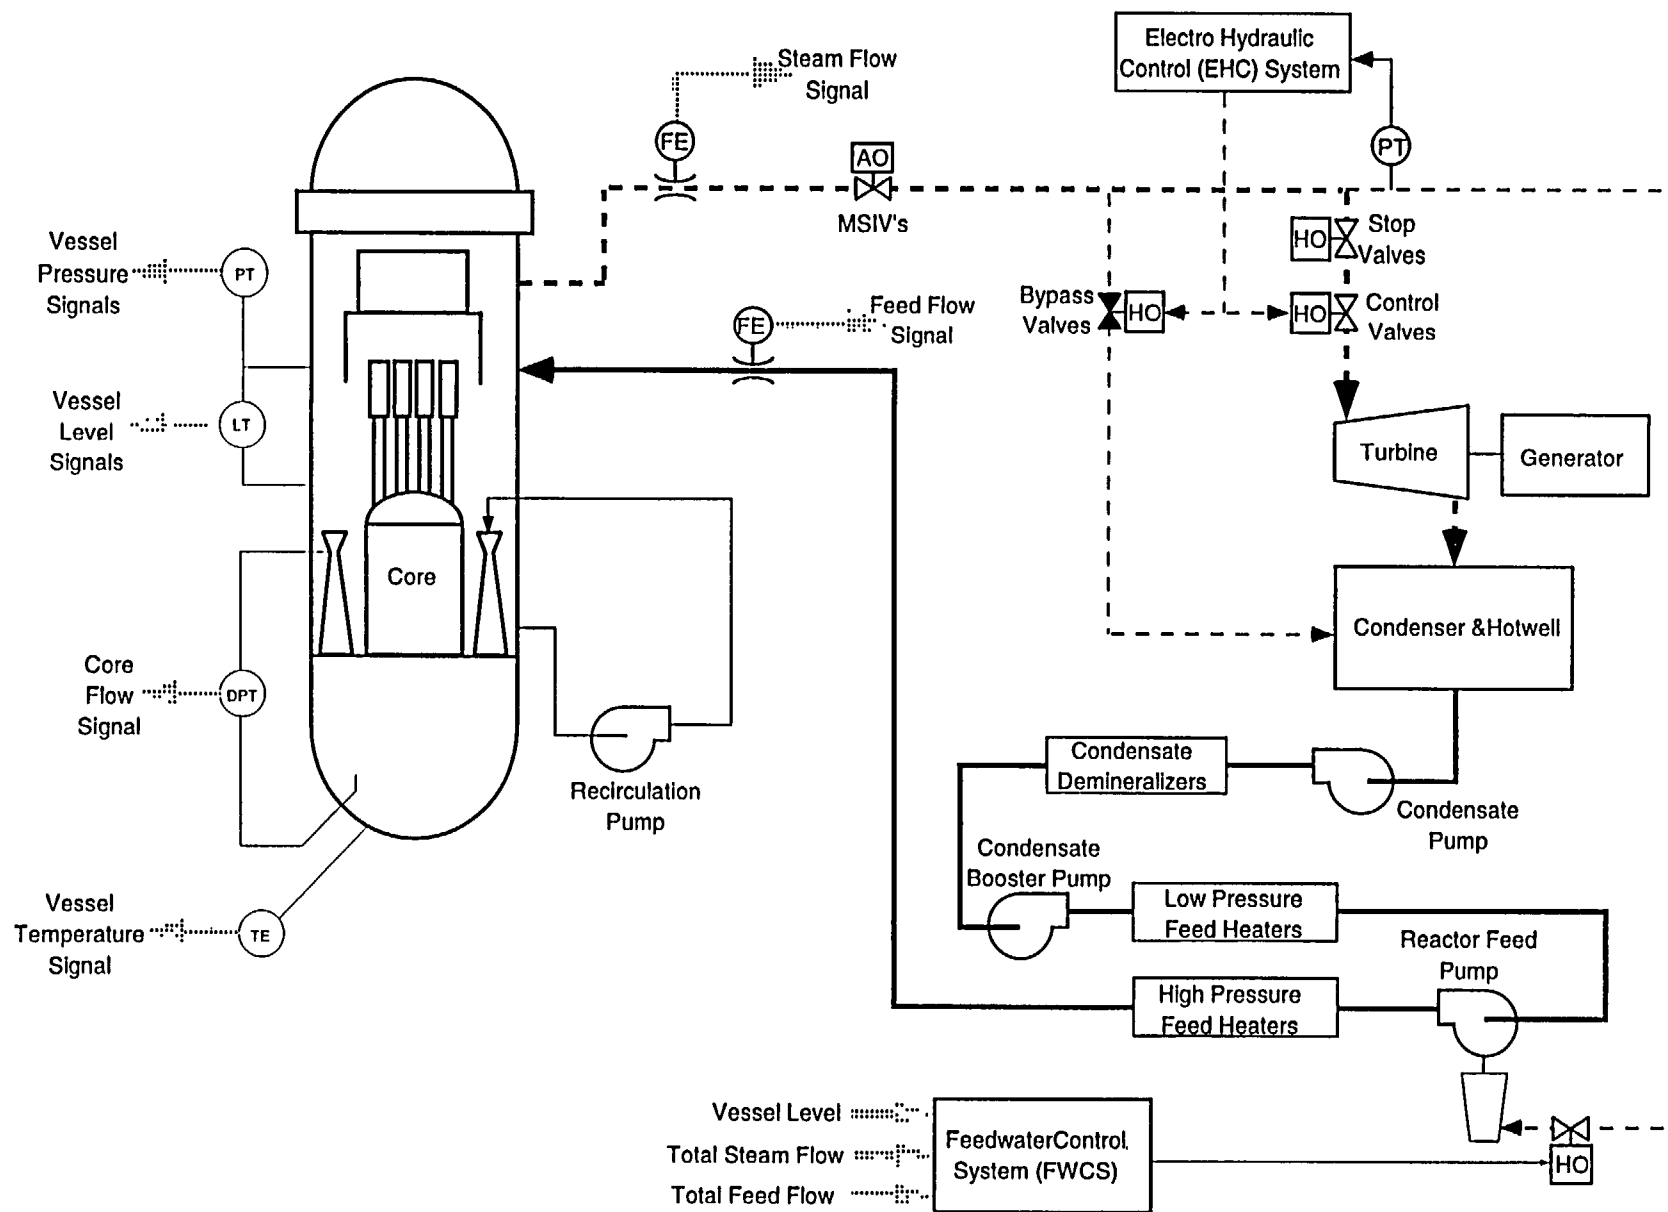 Electro Hydraulic
Control (EHC) System
Steam Flow
Signal
FE
PT
AO
MSIV's
HO
Stop
Valves
Vessel
Pressure
Signals
PT
Bypass
Valves
HO
HO
Control
Valves
FE
Feed Flow
Signal
Vessel
Level
Signals
LT
Turbine
Generator
Core
Condenser &Hotwell
Core
Flow
Signal
DPT
Recirculation
Pump
Condensate
Demineralizers
Condensate
Pump
Condensate
Booster Pump
Low Pressure
Feed Heaters
Vessel
Temperature
Signal
TE
Reactor Feed
Pump
High Pressure
Feed Heaters
Vessel Level
Total Steam Flow
Total Feed Flow
FeedwaterControl
System (FWCS)
HO